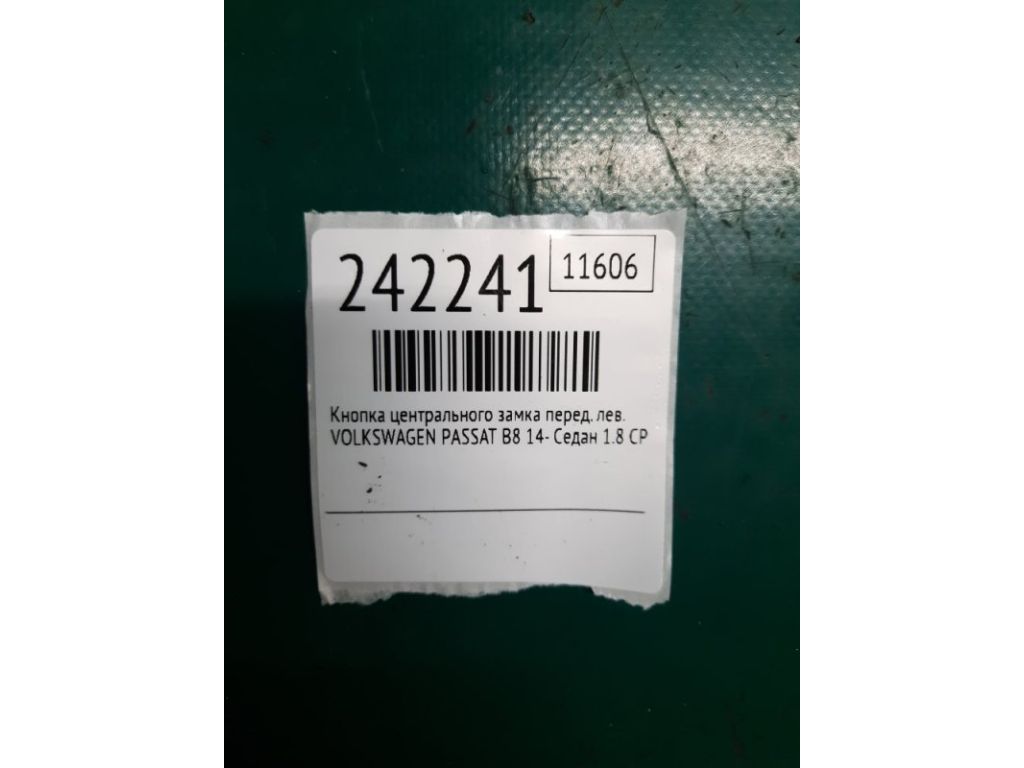 242241
11606
Кнопка центрального замка перед. лев.
VOLKSWAGEN PASSAT B8 14- Седан 1.8 CP